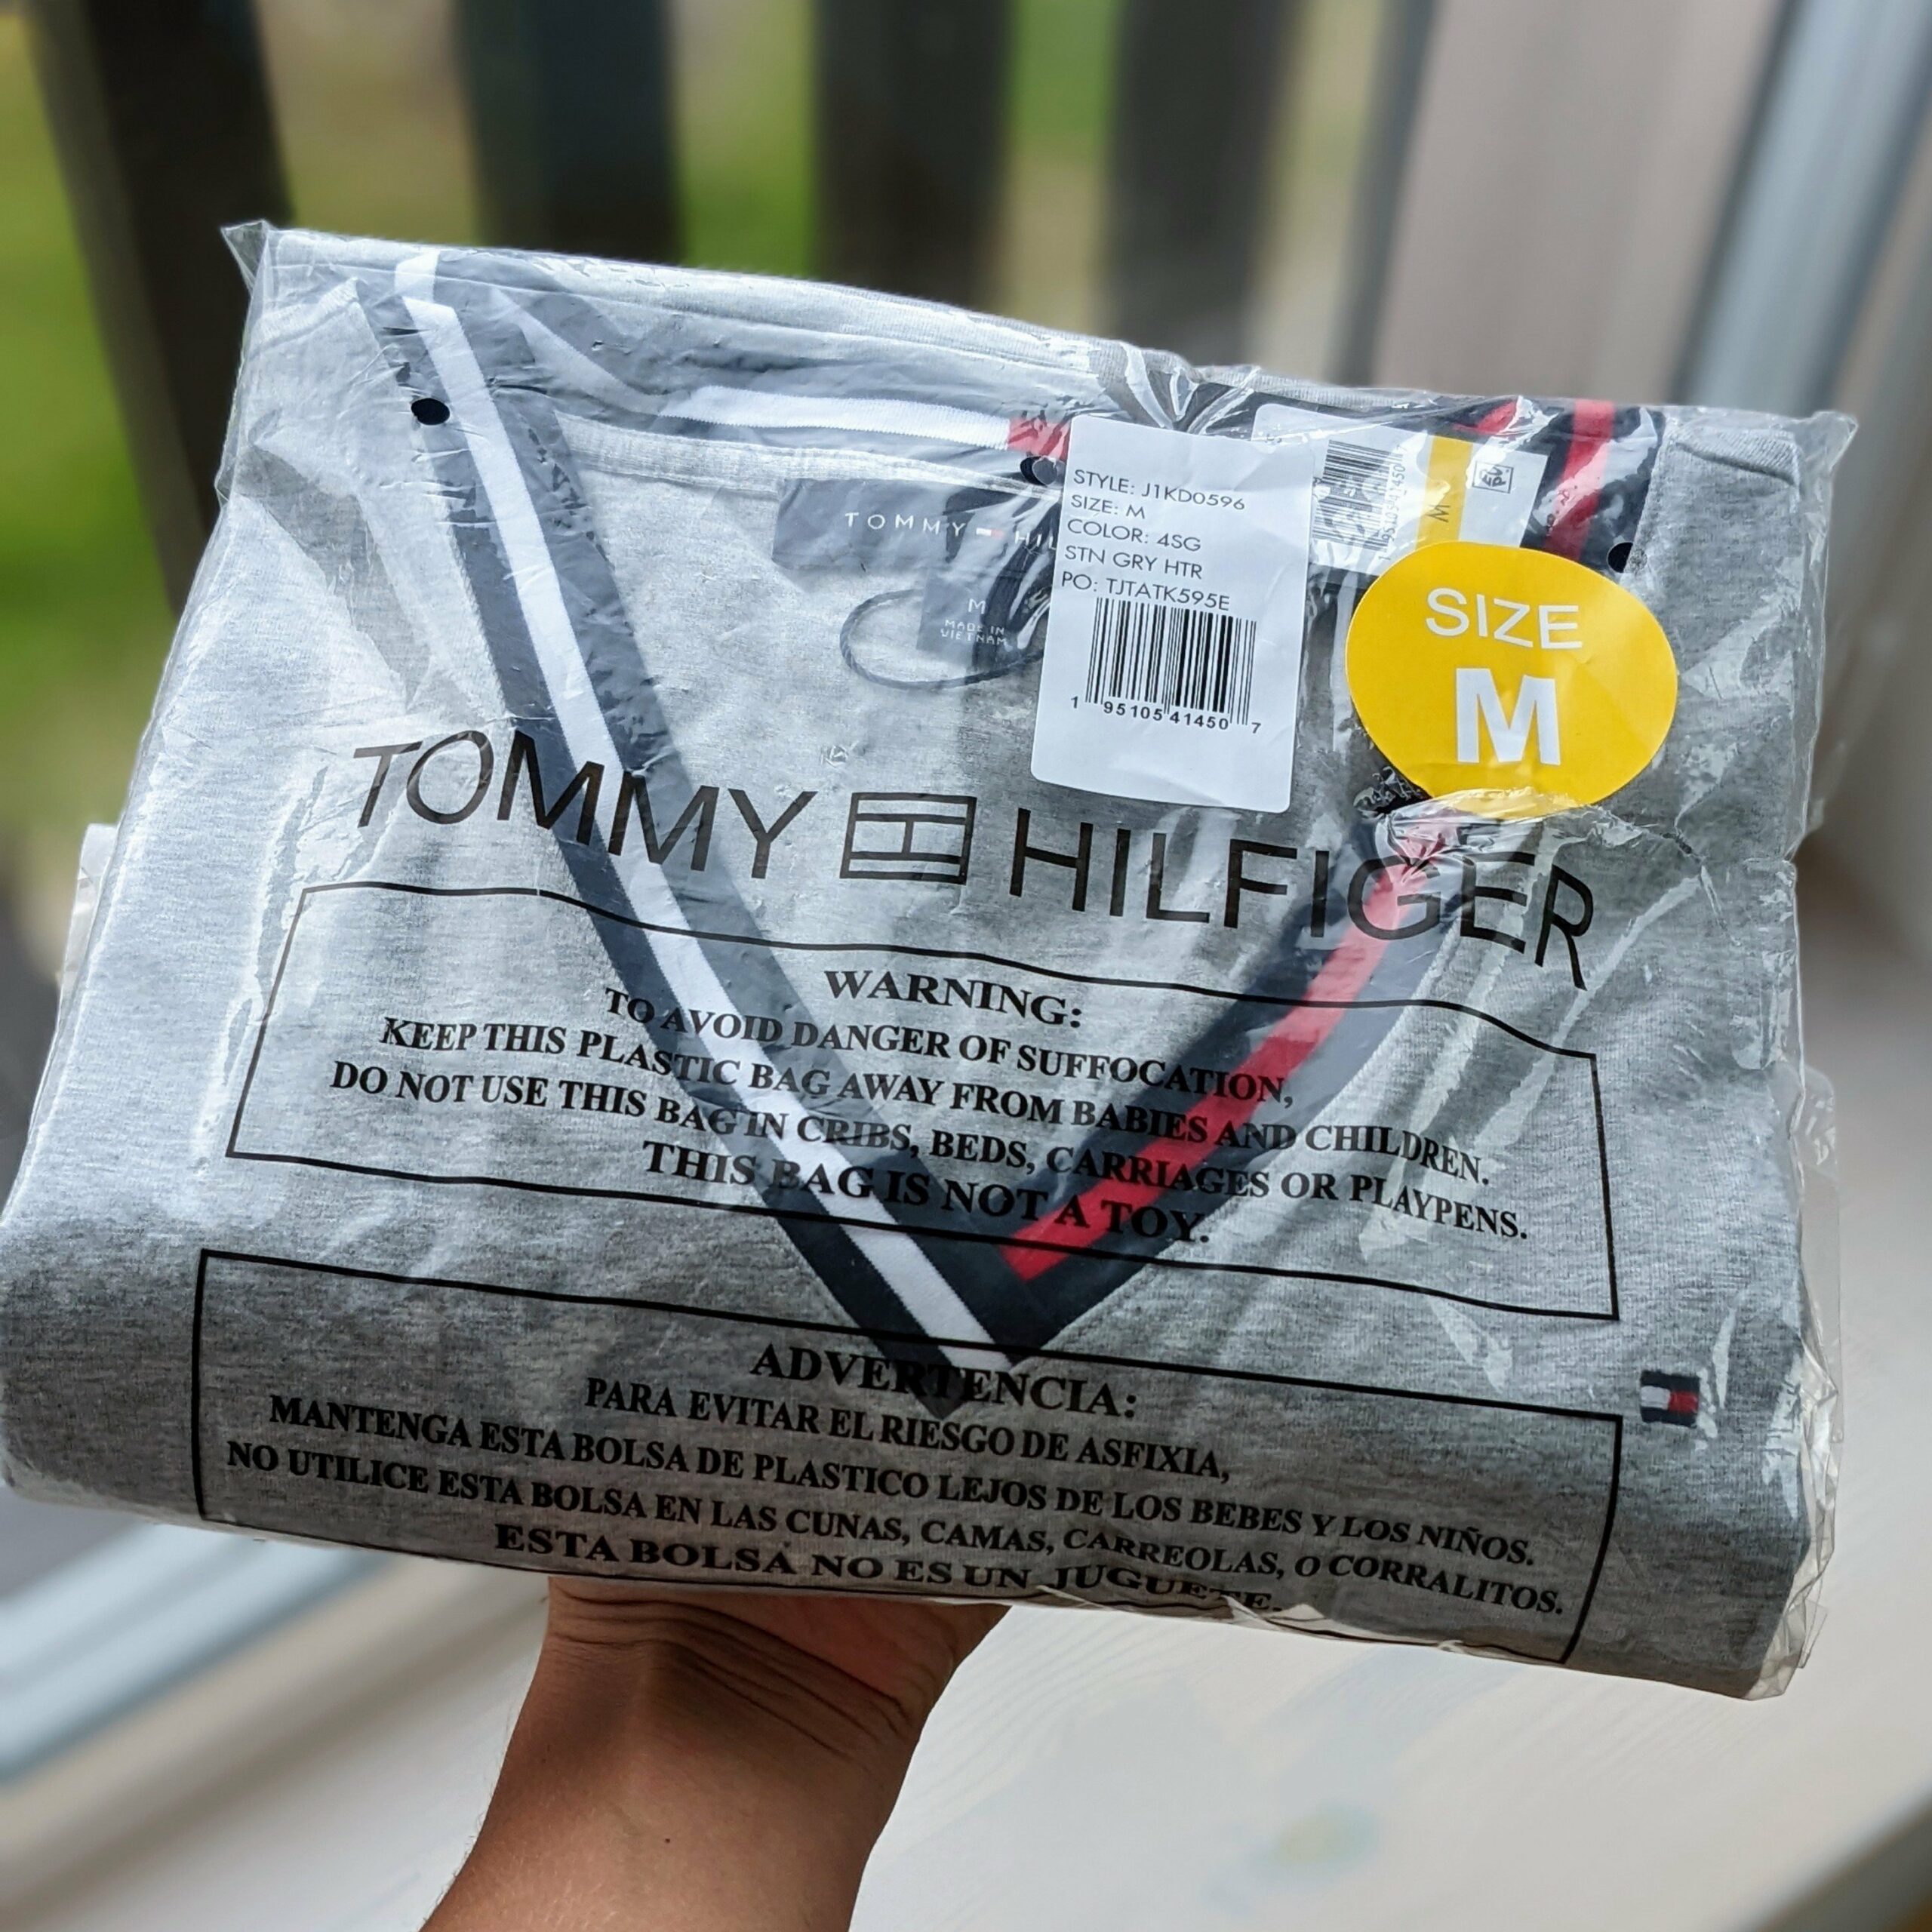 TOMMY HIL
M
MADE IN
VIETNAM
STYLE: J1KD0596
SIZE: M
COLOR: 4SG
STN GRY HTR
PO: TJTATK595E
1 95105 41450 7
M
SIZE
M
TOMMY HILFIGER
WARNING:
TO AVOID DANGER OF SUFFOCATION,
KEEP THIS PLASTIC BAG AWAY FROM BABIES AND CHILDREN.
DO NOT USE THIS BAG IN CRIBS, BEDS, CARRIAGES OR PLAYPENS.
THIS BAG IS NOT A TOY.
ADVERTENCIA:
PARA EVITAR EL RIESGO DE ASFIXIA,
MANTENGA ESTA BOLSA DE PLASTICO LEJOS DE LOS BEBES Y LOS NIÑOS.
NO UTILICE ESTA BOLSA EN LAS CUNAS, CAMAS, CARREOLAS, O CORRALITOS.
ESTA BOLSA NO ES UN JUGUETE.